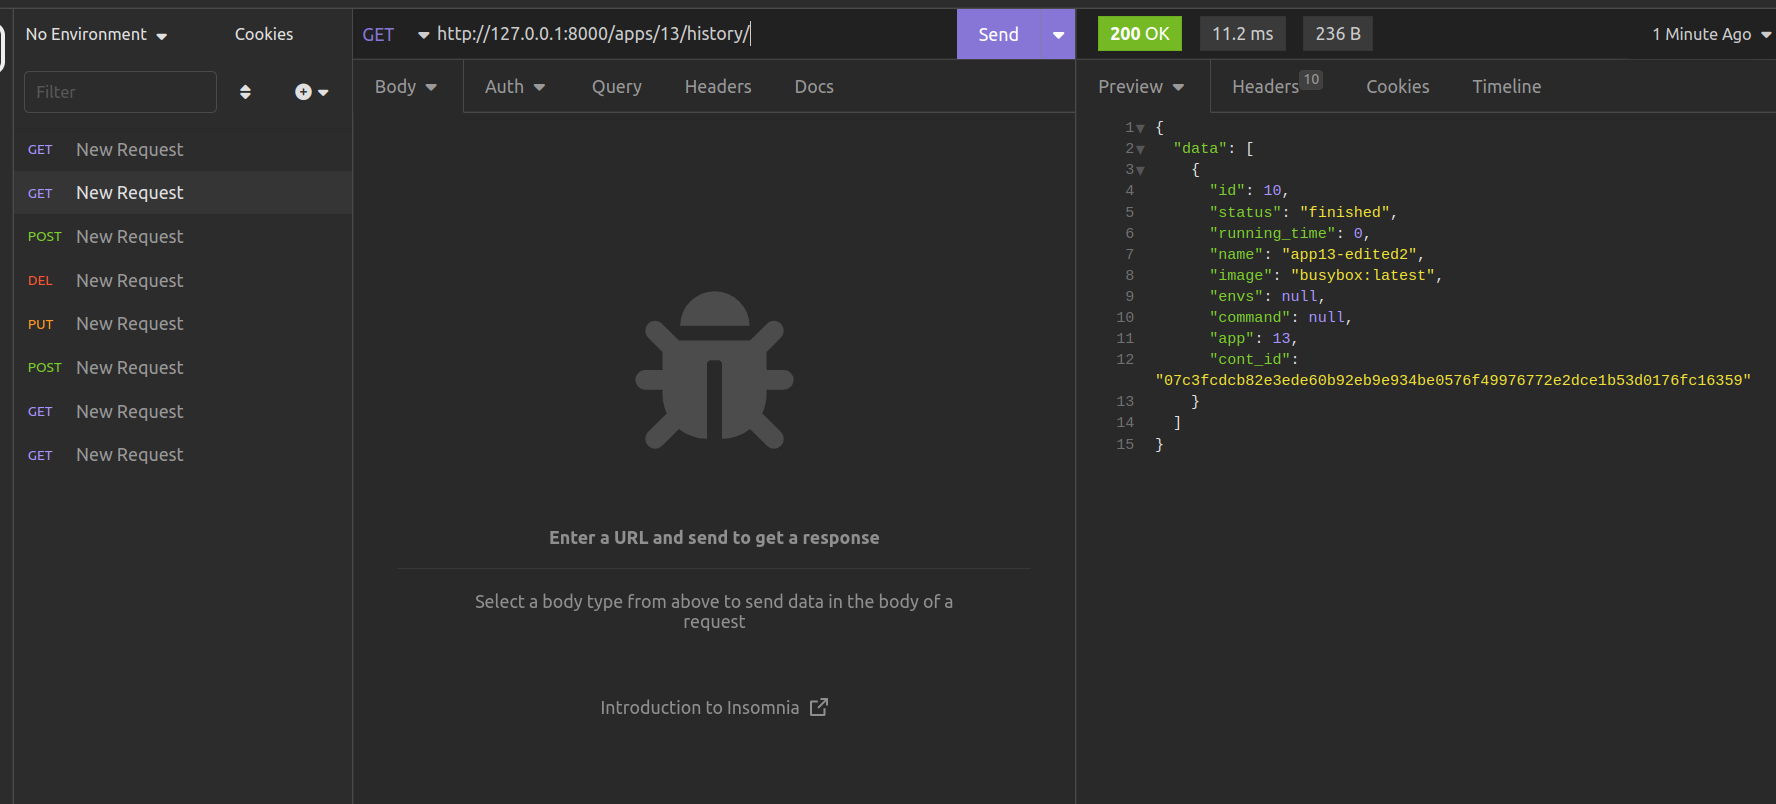 No Environment
Cookies
Filter
GET New Request
GET New Request
POST New Request
DEL New Request
PUT New Request
POST New Request
GET New Request
GET New Request
GET http://127.0.0.1:8000/apps/13/history/
Send
Body Auth Query Headers Docs
Enter a URL and send to get a response
Select a body type from above to send data in the body of a
request
Introduction to Insomnia
200 OK 11.2 ms 236 B 1 Minute Ago
Preview Headers 10 Cookies Timeline
1 {
2 "data": [
3 {
4 "id": 10,
5 "status": "finished",
6 "running_time": 0,
7 "name": "app13-edited2",
8 "image": "busybox:latest",
9 "envs": null,
10 "command": null,
11 "app": 13,
12 "cont_id":
"07c3fcdcb82e3ede60b92eb9e934be0576f49976772e2dce1b53d0176fc16359"
13 }
14 ]
15 }